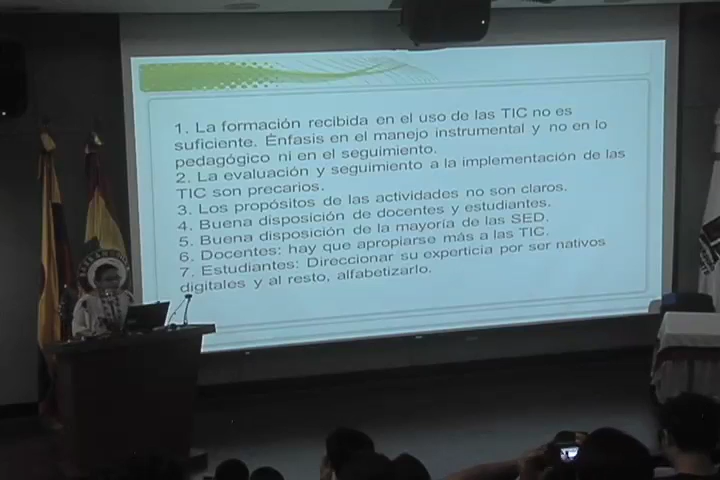 1. La formación recibida en el uso de las TIC no es
suficiente. Énfasis en el manejo instrumental y no en lo
pedagógico ni en el seguimiento.
2. La evaluación y seguimiento a la implementación de las
TIC son precarios.
3. Los propósitos de las actividades no son claros.
4. Buena disposición de docentes y estudiantes.
5. Buena disposición de la mayoría de las SED.
6. Docentes: hay que apropiarse más a las TIC.
7. Estudiantes: Direccionar su experticia por ser nativos
digitales y al resto, alfabetizarlo.